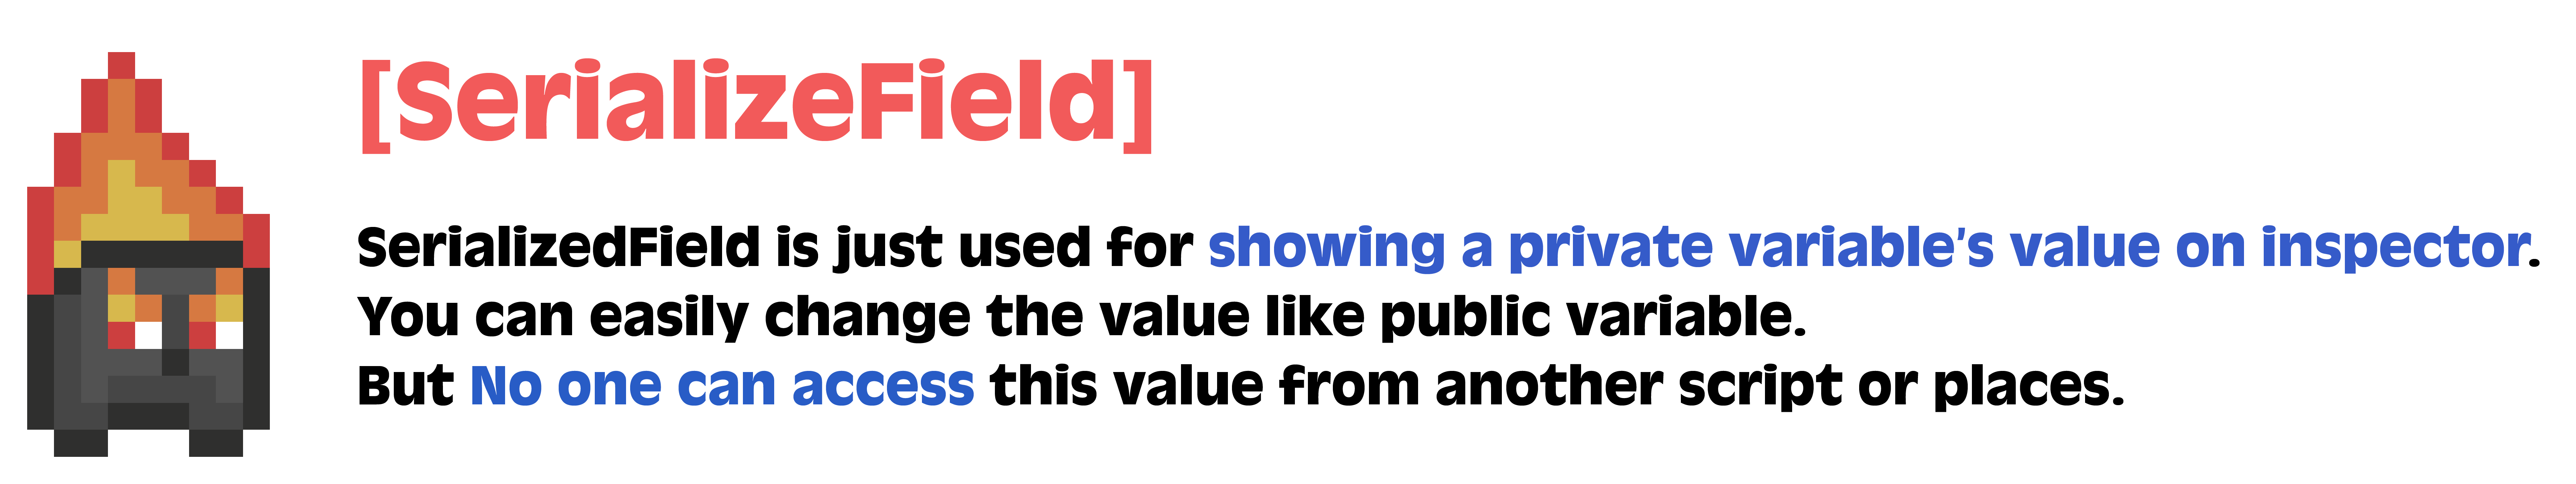 [SerializeField]
SerializedField is just used for showing a private variable's value on inspector.
You can easily change the value like public variable.
But No one can access this value from another script or places.